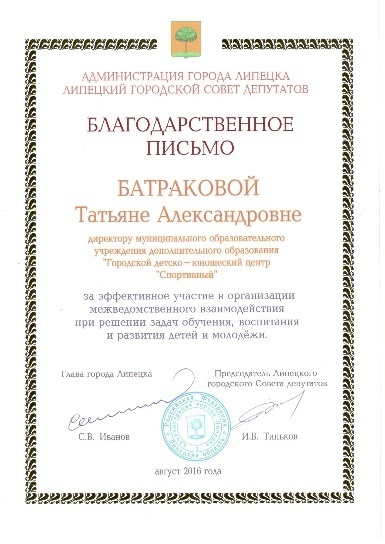 АДМИНИСТРАЦИЯ ГОРОДА ЛИПЕЦКА
ЛИПЕЦКИЙ ГОРОДСКОЙ СОВЕТ ДЕПУТАТОВ
БЛАГОДАРСТВЕННОЕ
ПИСЬМО
БАТРАКОВОЙ
Татьяне Александровне
директору муниципального образовательного
учреждения дополнительного образования
"Городской детско-юношеский центр
"Спортивный"
за эффективное участие в организации
межведомственного взаимодействия
при решении задач обучения, воспитания
и развития детей и молодёжи.
Глава города Липецка
Председатель Липецкого
городского Совета депутатов
С.В. Иванов
И.В. Тиньков
август 2016 года